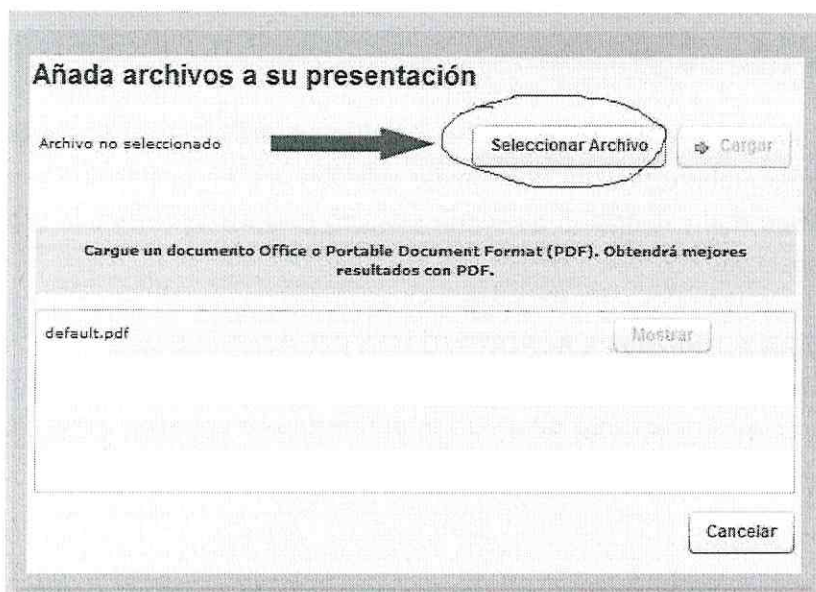 Añada archivos a su presentación
Archivo no seleccionado
Seleccionar Archivo
Cargar
Cargue un documento Office o Portable Document Format (PDF). Obtendrá mejores
resultados con PDF.
default.pdf
Mostrar
Cancelar